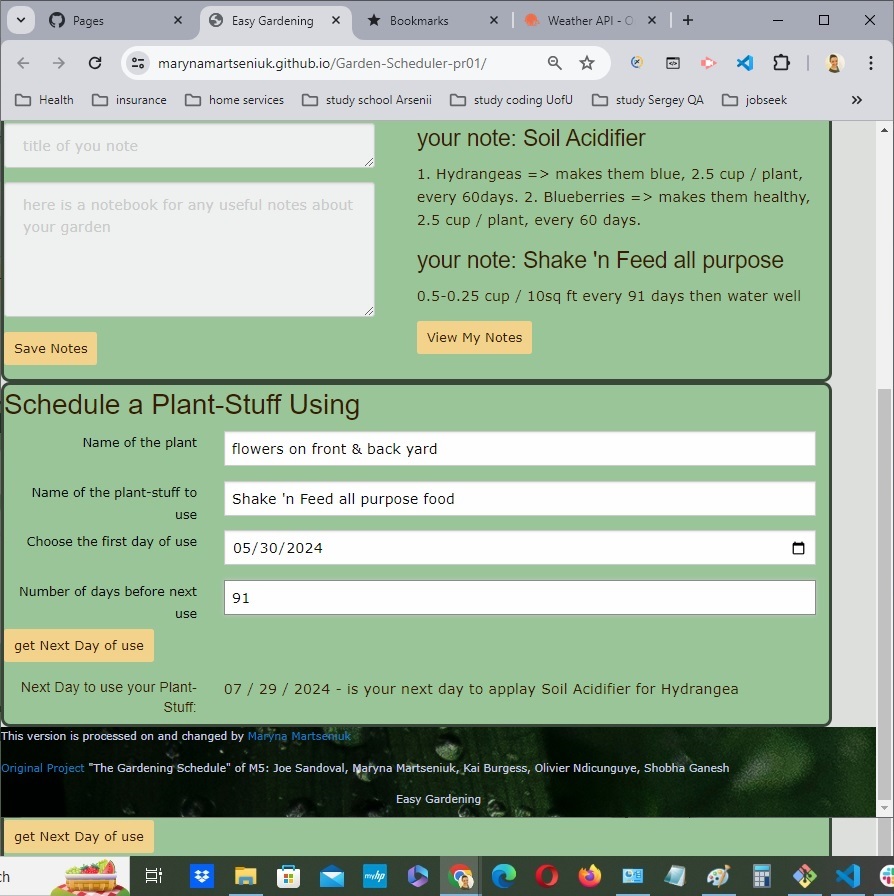 Pages
Easy Gardening
Bookmarks
Weather API - O
marynamartseniuk.github.io/Garden-Scheduler-pr01/
Health
insurance
home services
study school Arsenii
study coding UofU
study Sergey QA
jobseek
title of you note
here is a notebook for any useful notes about
your garden
Save Notes
your note: Soil Acidifier
1. Hydrangeas => makes them blue, 2.5 cup / plant,
every 60days. 2. Blueberries => makes them healthy,
2.5 cup / plant, every 60 days.
your note: Shake 'n Feed all purpose
0.5-0.25 cup / 10sq ft every 91 days then water well
View My Notes
Schedule a Plant-Stuff Using
Name of the plant
flowers on front & back yard
Name of the plant-stuff to
use
Shake 'n Feed all purpose food
Choose the first day of use
05/30/2024
Number of days before next
use
91
get Next Day of use
Next Day to use your Plant-
Stuff:
07 / 29 / 2024 - is your next day to applay Soil Acidifier for Hydrangea
This version is processed on and changed by Maryna Martseniuk
Original Project "The Gardening Schedule" of M5: Joe Sandoval, Maryna Martseniuk, Kai Burgess, Olivier Ndicunguye, Shobha Ganesh
Easy Gardening
get Next Day of use
ch
myhp